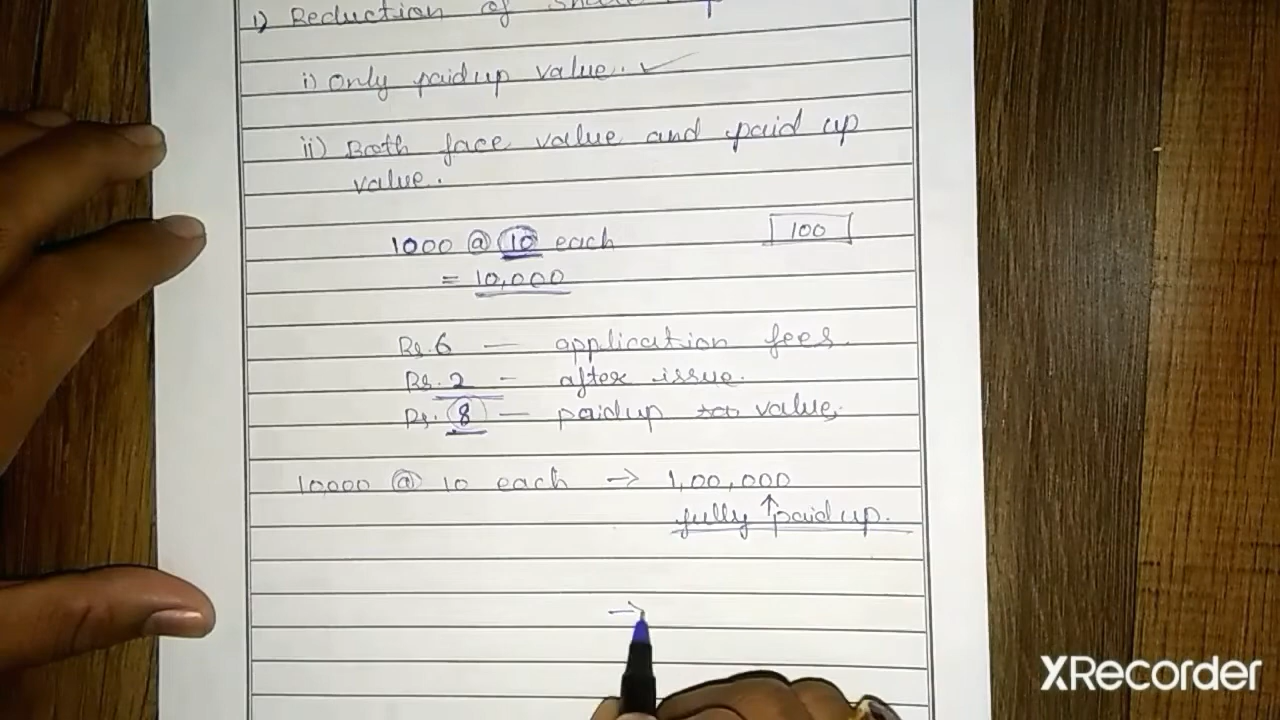 1) Reduction of
i) Only paid up value. ✓
ii) Both face value and paid up
value.
1000 @ 10 each
100
= 10,000
Rs. 6 — application fees.
Rs. 2 — after issue.
Rs. 8 — paidup value.
10000 @ 10 each → 1,00,000
↑
fully paid up.
→
XRecorder